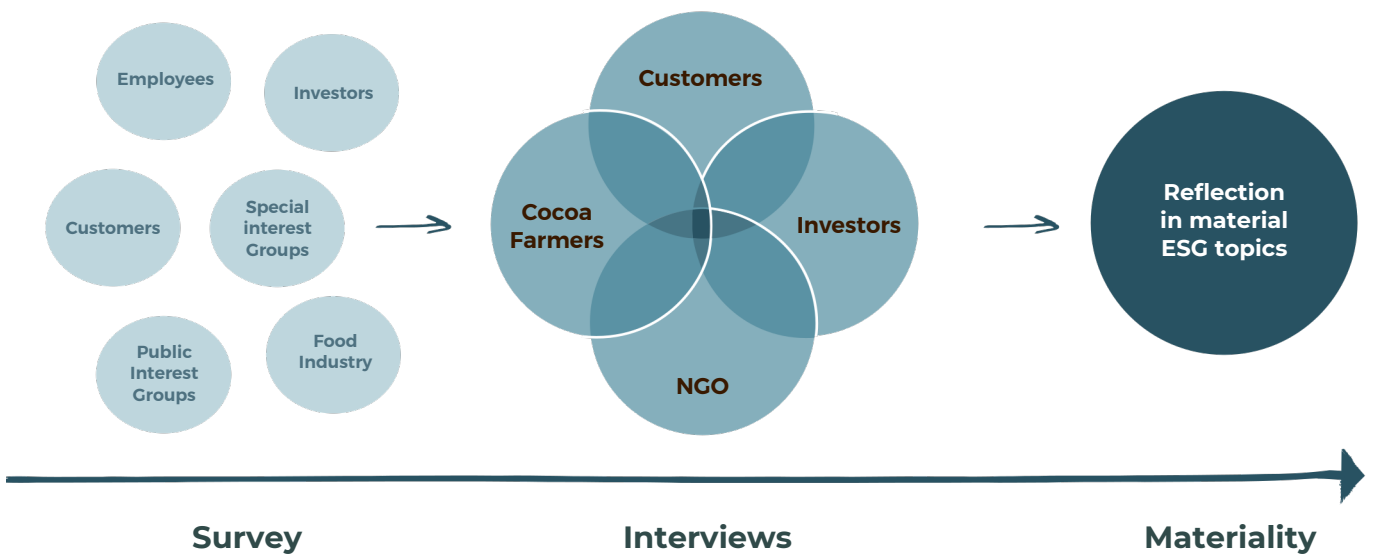 Employees
Investors
Customers
Special
interest
Groups
Public
Interest
Groups
Food
Industry
Customers
Cocoa
Farmers
Investors
NGO
Reflection
in material
ESG topics
Survey
Interviews
Materiality